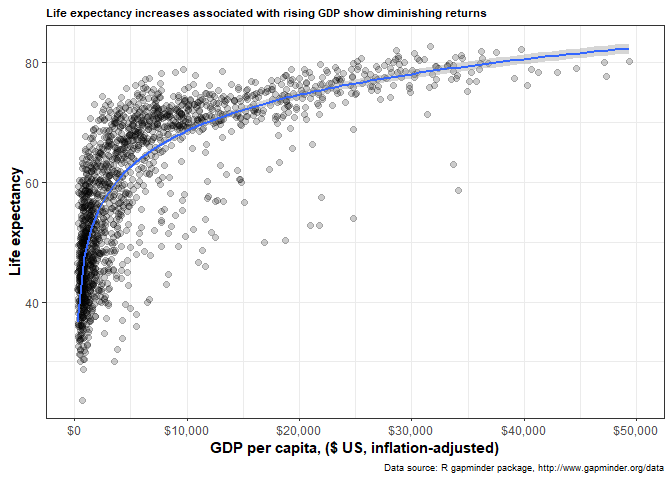 Life expectancy increases associated with rising GDP show diminishing returns
80
60
40
Life expectancy
$0 $10,000 $20,000 $30,000 $40,000 $50,000
GDP per capita, ($ US, inflation-adjusted)
Data source: R gapminder package, http://www.gapminder.org/data